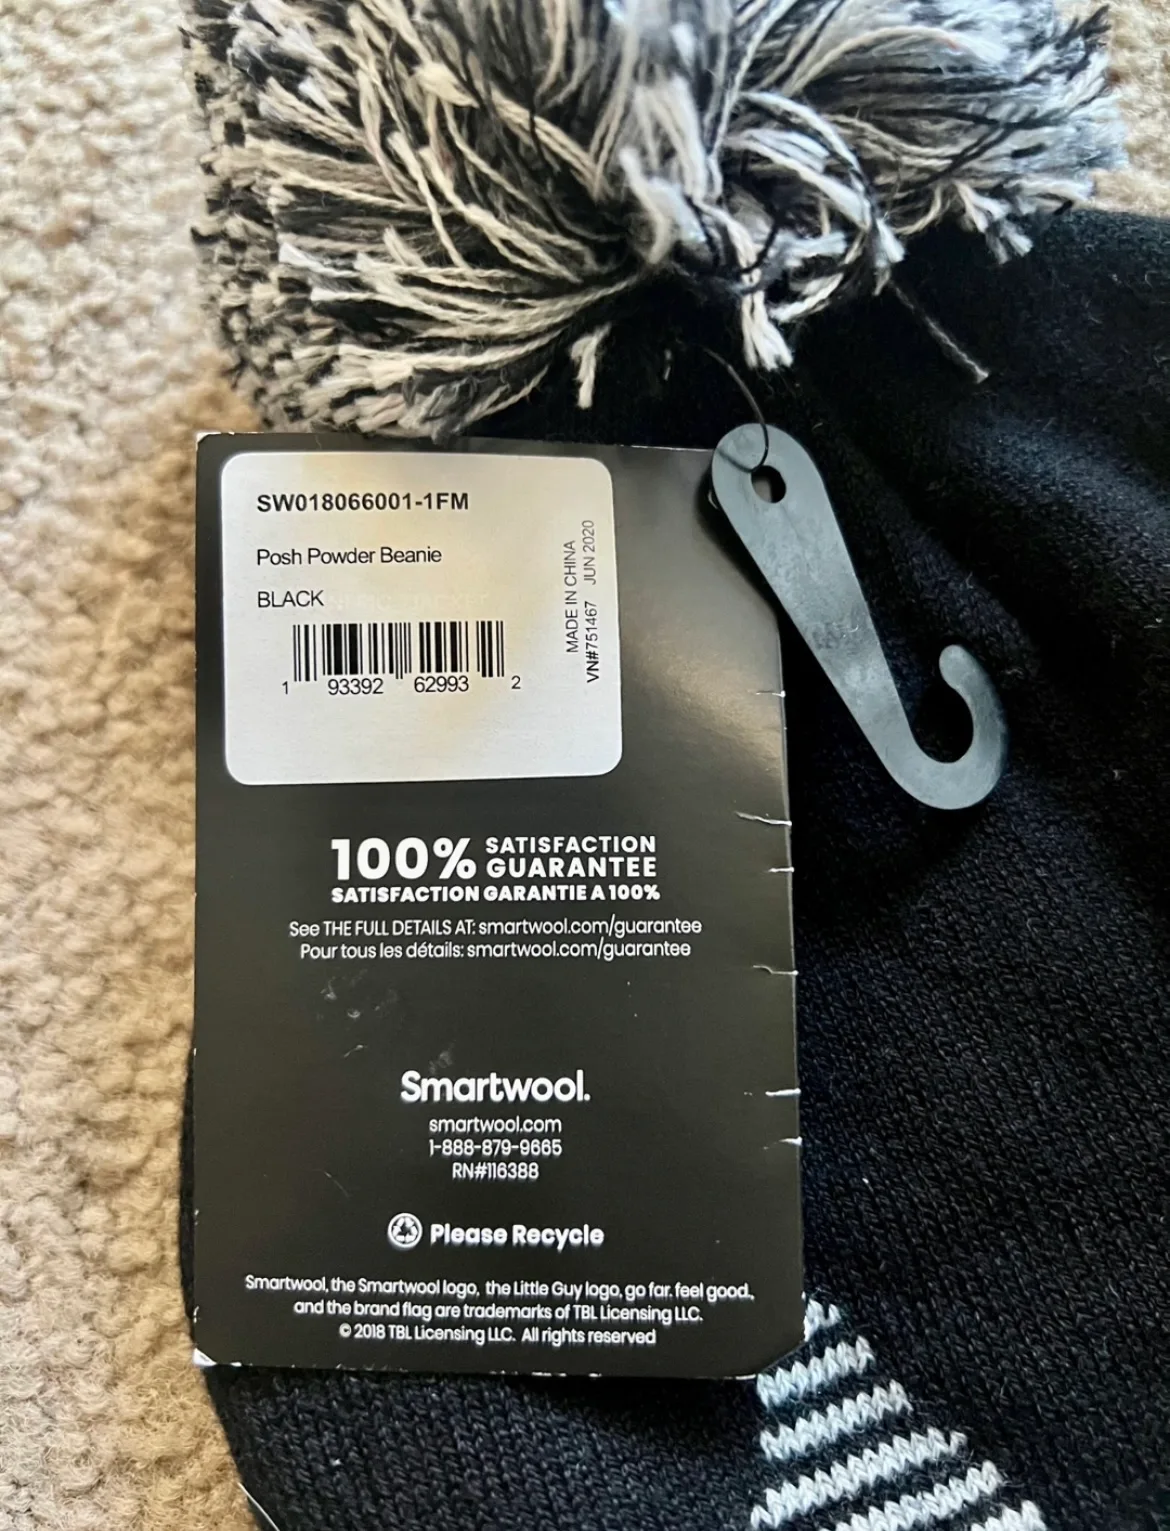 SW018066001-1FM
Posh Powder Beanie
BLACK
1 93392 62993 2
MADE IN CHINA JUN 2020
VN#751467
100% SATISFACTION
GUARANTEE
SATISFACTION GARANTIE A 100%
See THE FULL DETAILS AT: smartwool.com/guarantee
Pour tous les détails: smartwool.com/guarantee
Smartwool.
smartwool.com
1-888-879-9665
RN#116388
Please Recycle
Smartwool, the Smartwool logo, the Little Guy logo, go far. feel good.,
and the brand flag are trademarks of TBL Licensing LLC.
© 2018 TBL Licensing LLC. All rights reserved